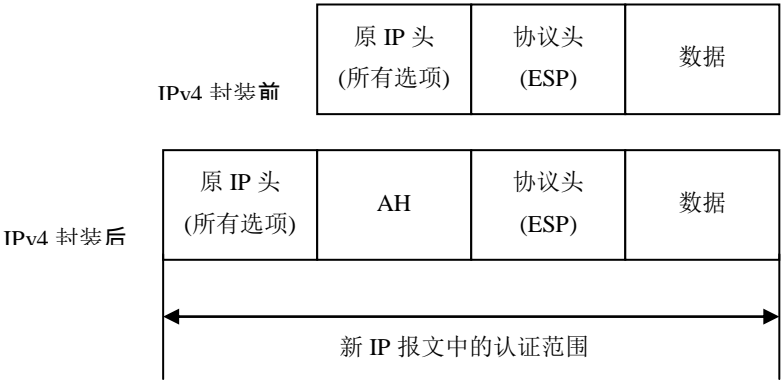 原 IP 头
(所有选项)
协议头
(ESP)
数据
IPv4 封装前
原 IP 头
(所有选项)
AH
协议头
(ESP)
数据
IPv4 封装后
新 IP 报文中的认证范围